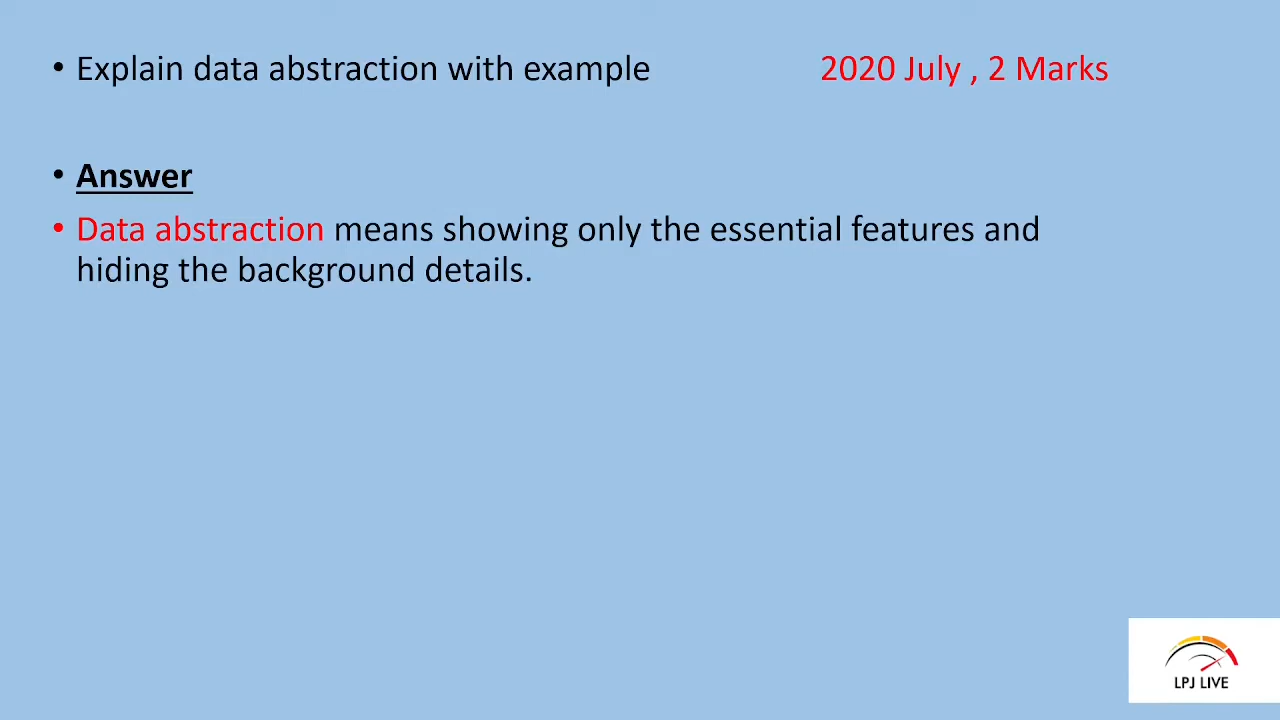 • Explain data abstraction with example 2020 July , 2 Marks
• Answer
• Data abstraction means showing only the essential features and
hiding the background details.
LPJ LIVE